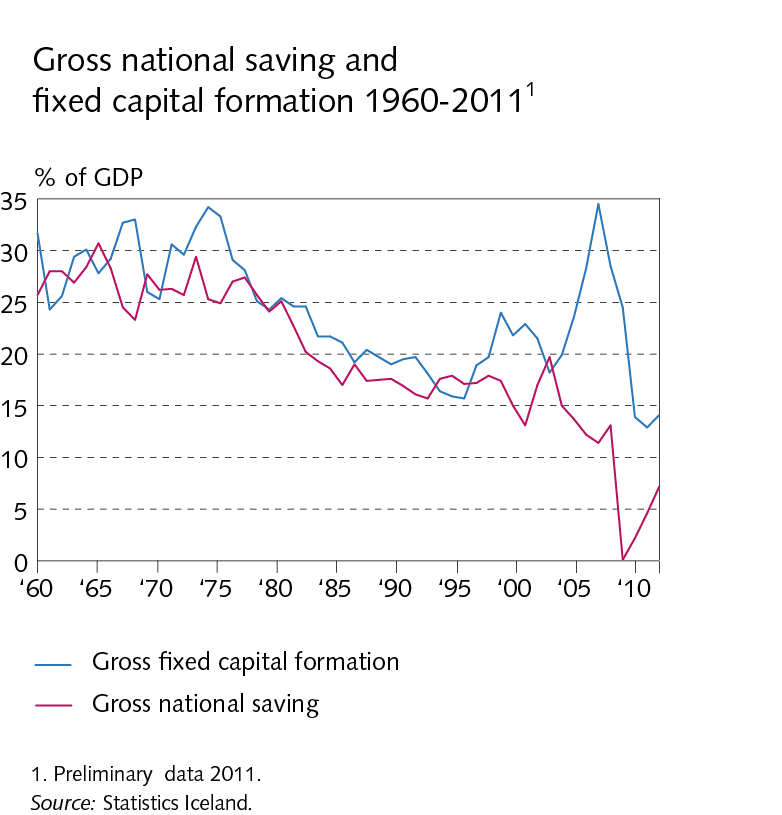 Gross national saving and
fixed capital formation 1960-2011¹
% of GDP
35
30
25
20
15
10
5
0
‘60 ‘65 ‘70 ‘75 ‘80 ‘85 ‘90 ‘95 ‘00 ‘05 ‘10
Gross fixed capital formation
Gross national saving
1. Preliminary data 2011.
Source: Statistics Iceland.